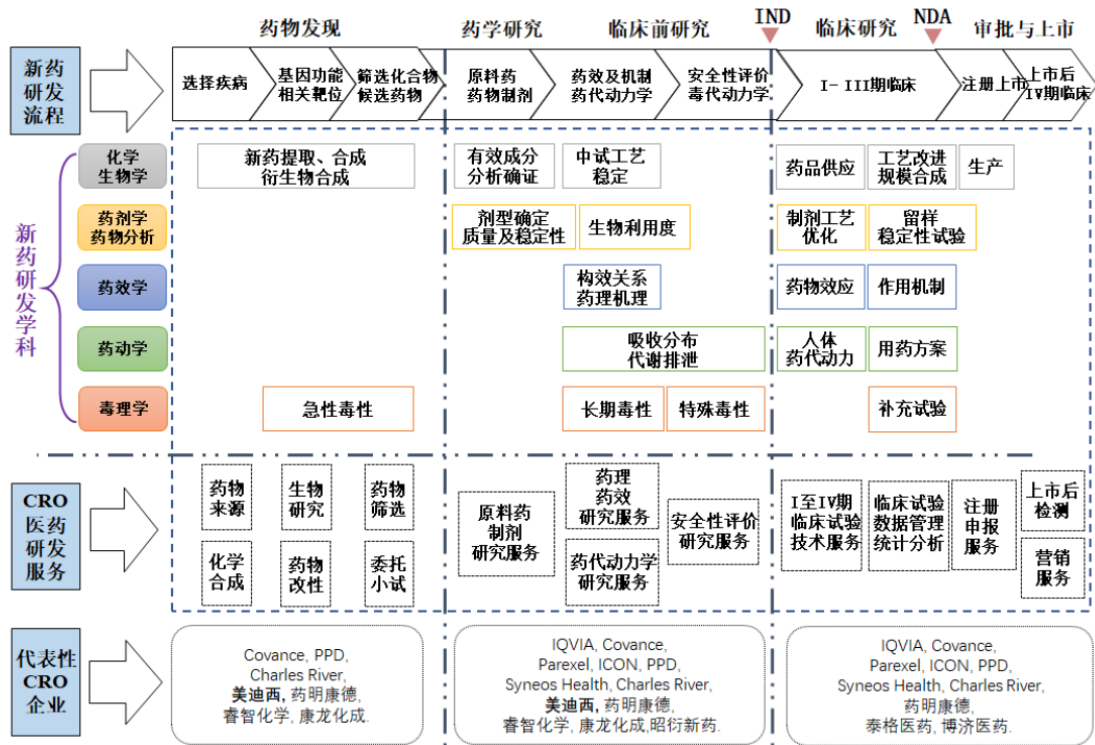 药物发现
药学研究
临床前研究
IND
临床研究
NDA
审批与上市
新药
研发
流程
选择疾病
基因功能
相关靶位
筛选化合物
候选药物
原料药
药物制剂
药效及机制
药代动力学
安全性评价
毒代动力学
I- III期临床
注册上市
上市后
IV期临床
新药研发学科
化学
生物学
新药提取、合成
衍生物合成
有效成分
分析确证
中试工艺
稳定
药品供应
工艺改进
规模合成
生产
药剂学
药物分析
剂型确定
质量及稳定性
生物利用度
制剂工艺
优化
留样
稳定性试验
药效学
构效关系
药理机理
药物效应
作用机制
药动学
吸收分布
代谢排泄
人体
药代动力
用药方案
毒理学
急性毒性
长期毒性
特殊毒性
补充试验
CRO
医药
研发
服务
药物
来源
生物
研究
药物
筛选
化学
合成
药物
改性
委托
小试
原料药
制剂
研究服务
药理
药效
研究服务
药代动力学
研究服务
安全性评价
研究服务
I至IV期
临床试验
技术服务
临床试验
数据管理
统计分析
注册
申报
服务
上市后
检测
营销
服务
代表性
CRO
企业
Covance, PPD,
Charles River,
美迪西, 药明康德,
睿智化学, 康龙化成.
IQVIA, Covance,
Parexel, ICON, PPD,
Syneos Health, Charles River,
美迪西, 药明康德,
睿智化学, 康龙化成,昭衍新药.
IQVIA, Covance,
Parexel, ICON, PPD,
Syneos Health, Charles River,
药明康德,
泰格医药, 博济医药.